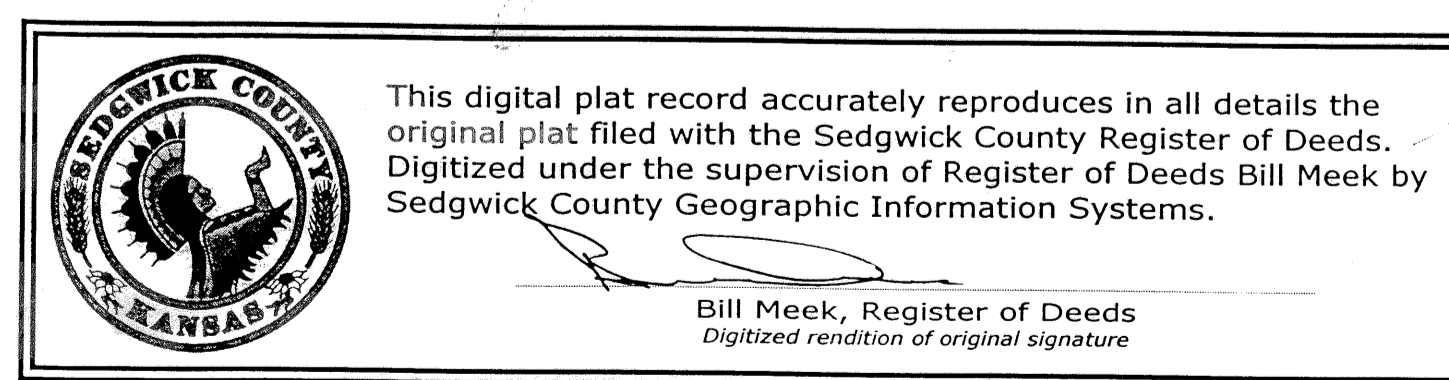 SEDGWICK COUNTY
KANSAS
This digital plat record accurately reproduces in all details the
original plat filed with the Sedgwick County Register of Deeds.
Digitized under the supervision of Register of Deeds Bill Meek by
Sedgwick County Geographic Information Systems.
Bill Meek, Register of Deeds
Digitized rendition of original signature